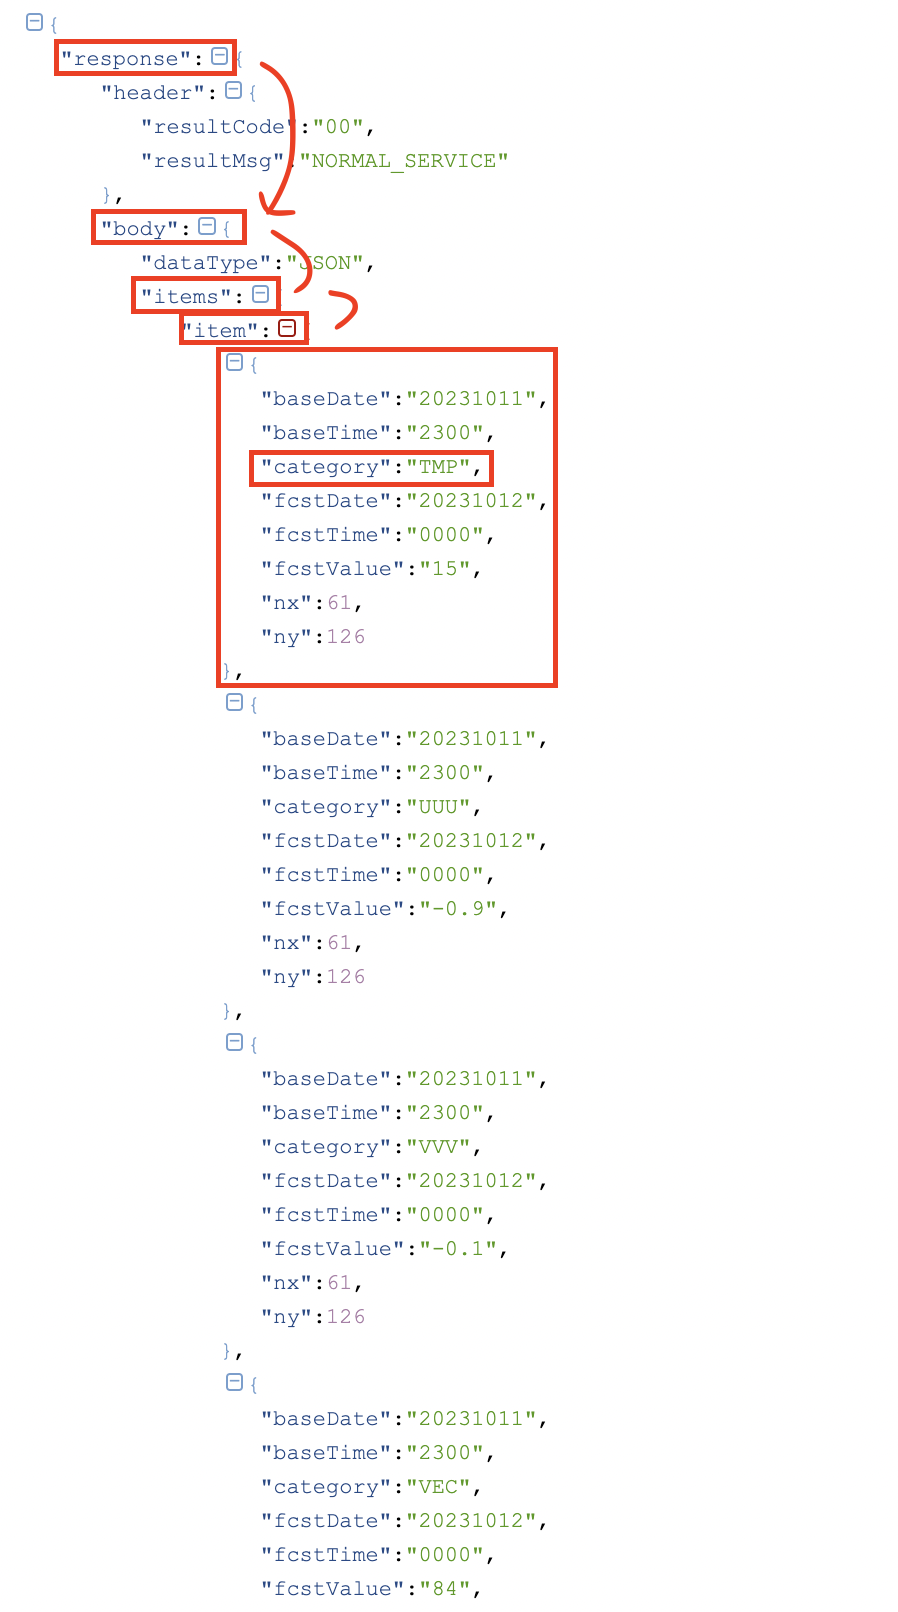 {
"response": {
"header": {
"resultCode":"00",
"resultMsg":"NORMAL_SERVICE"
},
"body": {
"dataType":"JSON",
"items":
"item":
{
"baseDate":"20231011",
"baseTime":"2300",
"category":"TMP",
"fcstDate":"20231012",
"fcstTime":"0000",
"fcstValue":"15",
"nx":61,
"ny":126
},
{
"baseDate":"20231011",
"baseTime":"2300",
"category":"UUU",
"fcstDate":"20231012",
"fcstTime":"0000",
"fcstValue":"-0.9",
"nx":61,
"ny":126
},
{
"baseDate":"20231011",
"baseTime":"2300",
"category":"VVV",
"fcstDate":"20231012",
"fcstTime":"0000",
"fcstValue":"-0.1",
"nx":61,
"ny":126
},
{
"baseDate":"20231011",
"baseTime":"2300",
"category":"VEC",
"fcstDate":"20231012",
"fcstTime":"0000",
"fcstValue":"84",